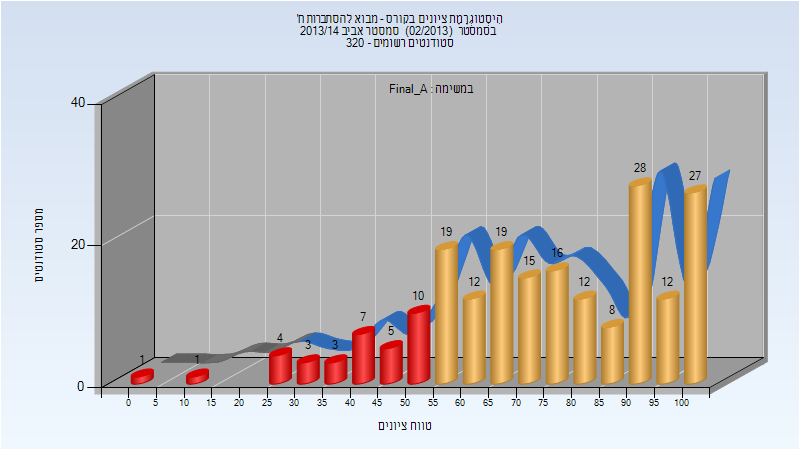 היסטוגרמת ציונים בקורס - מבוא להסתברות ח'
בסמסטר (02/2013) סמסטר אביב 2013/14
סטודנטים רשומים - 320
במשימה : Final_A
מספר סטודנטים
40
20
0
1 1 4 3 3 7 5 10 19 12 19 15 16 12 8 28 12 27
0 5 10 15 20 25 30 35 40 45 50 55 60 65 70 75 80 85 90 95 100
טווח ציונים